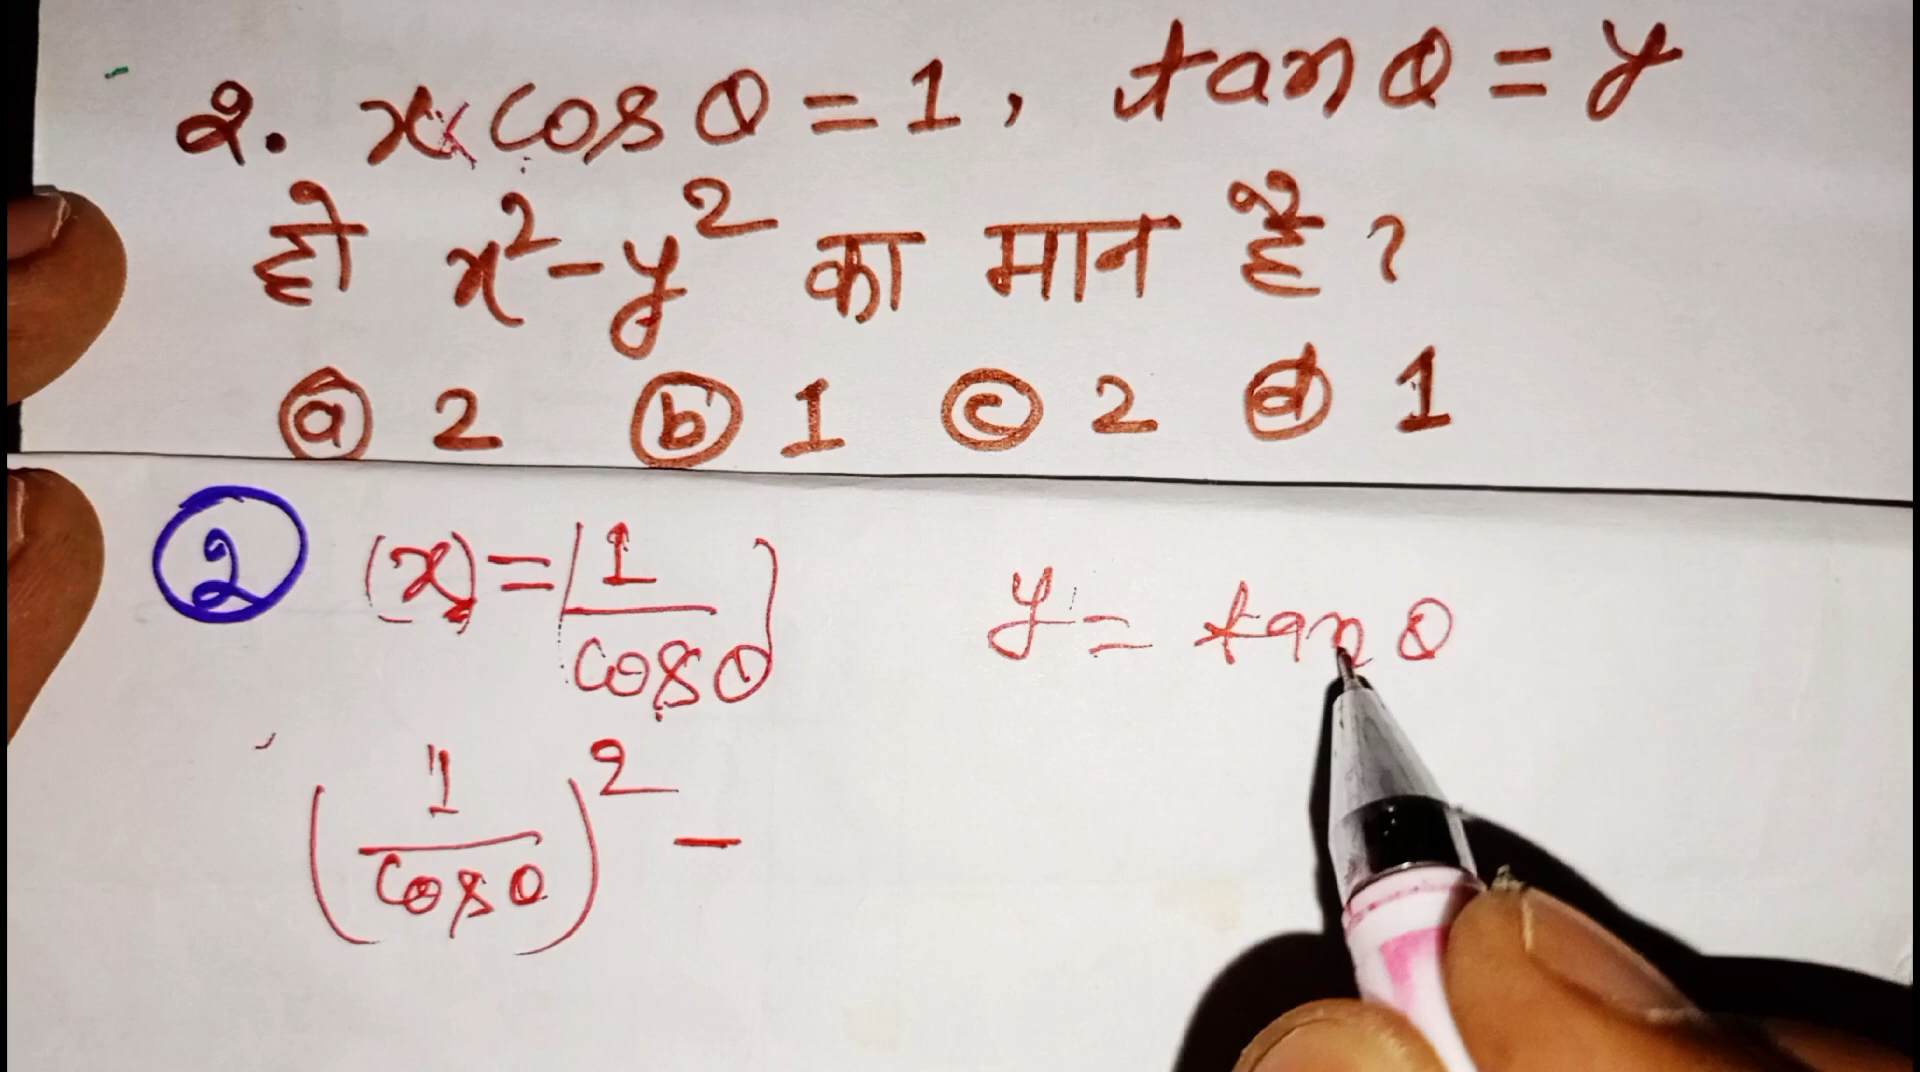 2. x × cos θ = 1, tan θ = y
हो x² - y² का मान है ?
(a) 2 (b) 1 (c) 2 (d) 1
(2) (x) = [1/cos θ] y = tan θ
(1/cos θ)² -